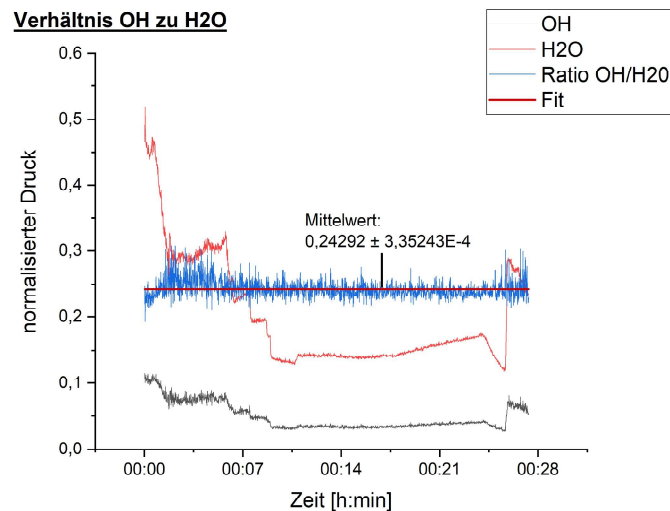 Verhältnis OH zu H2O
OH
H2O
Ratio OH/H20
Fit
0,6
0,5
0,4
0,3
0,2
0,1
0,0
normalisierter Druck
Mittelwert:
0,24292 ± 3,35243E-4
00:00 00:07 00:14 00:21 00:28
Zeit [h:min]